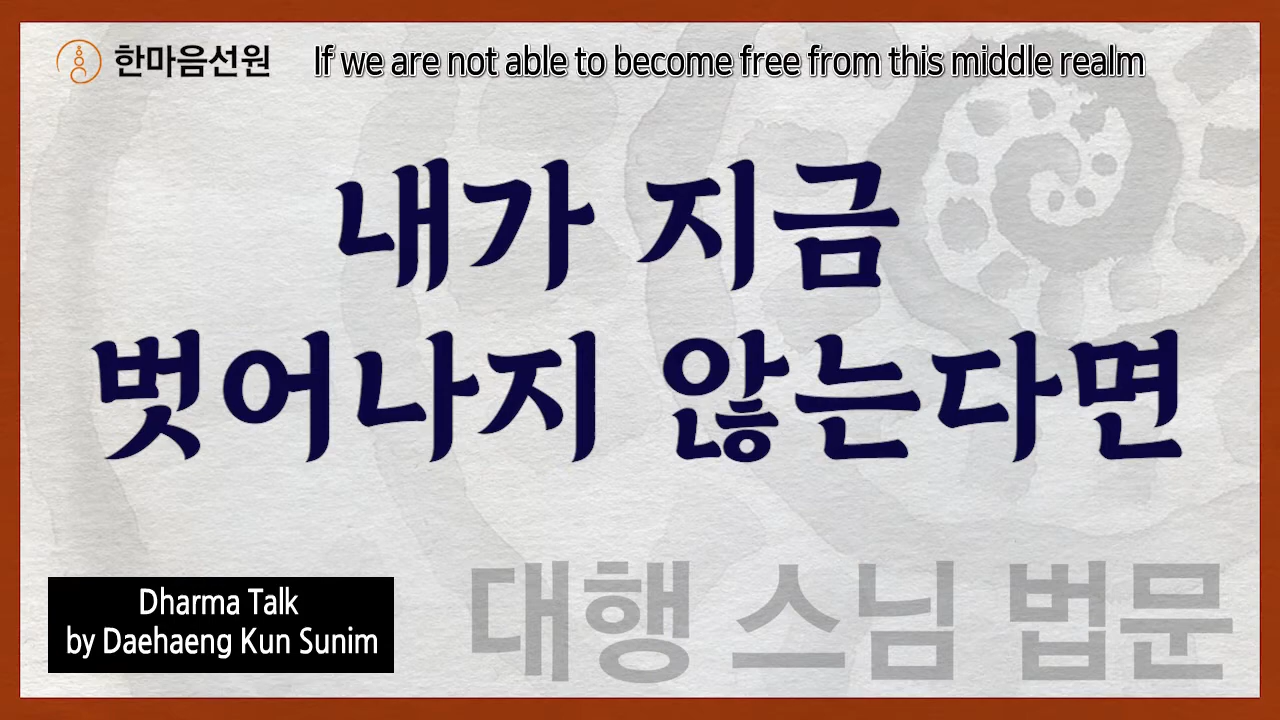 한마음선원 If we are not able to become free from this middle realm
내가 지금
벗어나지 않는다면
Dharma Talk
by Daehaeng Kun Sunim
대행 스님 법문